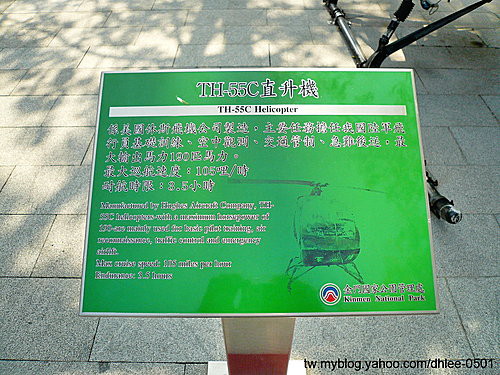 TH-55C直升機
TH-55C Helicopter
係美國休斯飛機公司製造，主要任務擔任我國陸軍飛
行員基礎訓練、空中觀測、交通管制、急難後送，最
大輸出馬力190匹馬力。
最大巡航時速：105哩/時
耐航時限：3.5小時
Manufactured by Hughes Aircraft Company, TH-
55C helicopters with a maximum horsepower of
190 are mainly used for basic pilot training, air
reconnaissance, traffic control and emergency
airlift.
Max cruise speed: 105 miles per hour
Endurance: 3.5 hours
金門國家公園管理處
Kinmen National Park
tw.myblog.yahoo.com/dhlee-0501